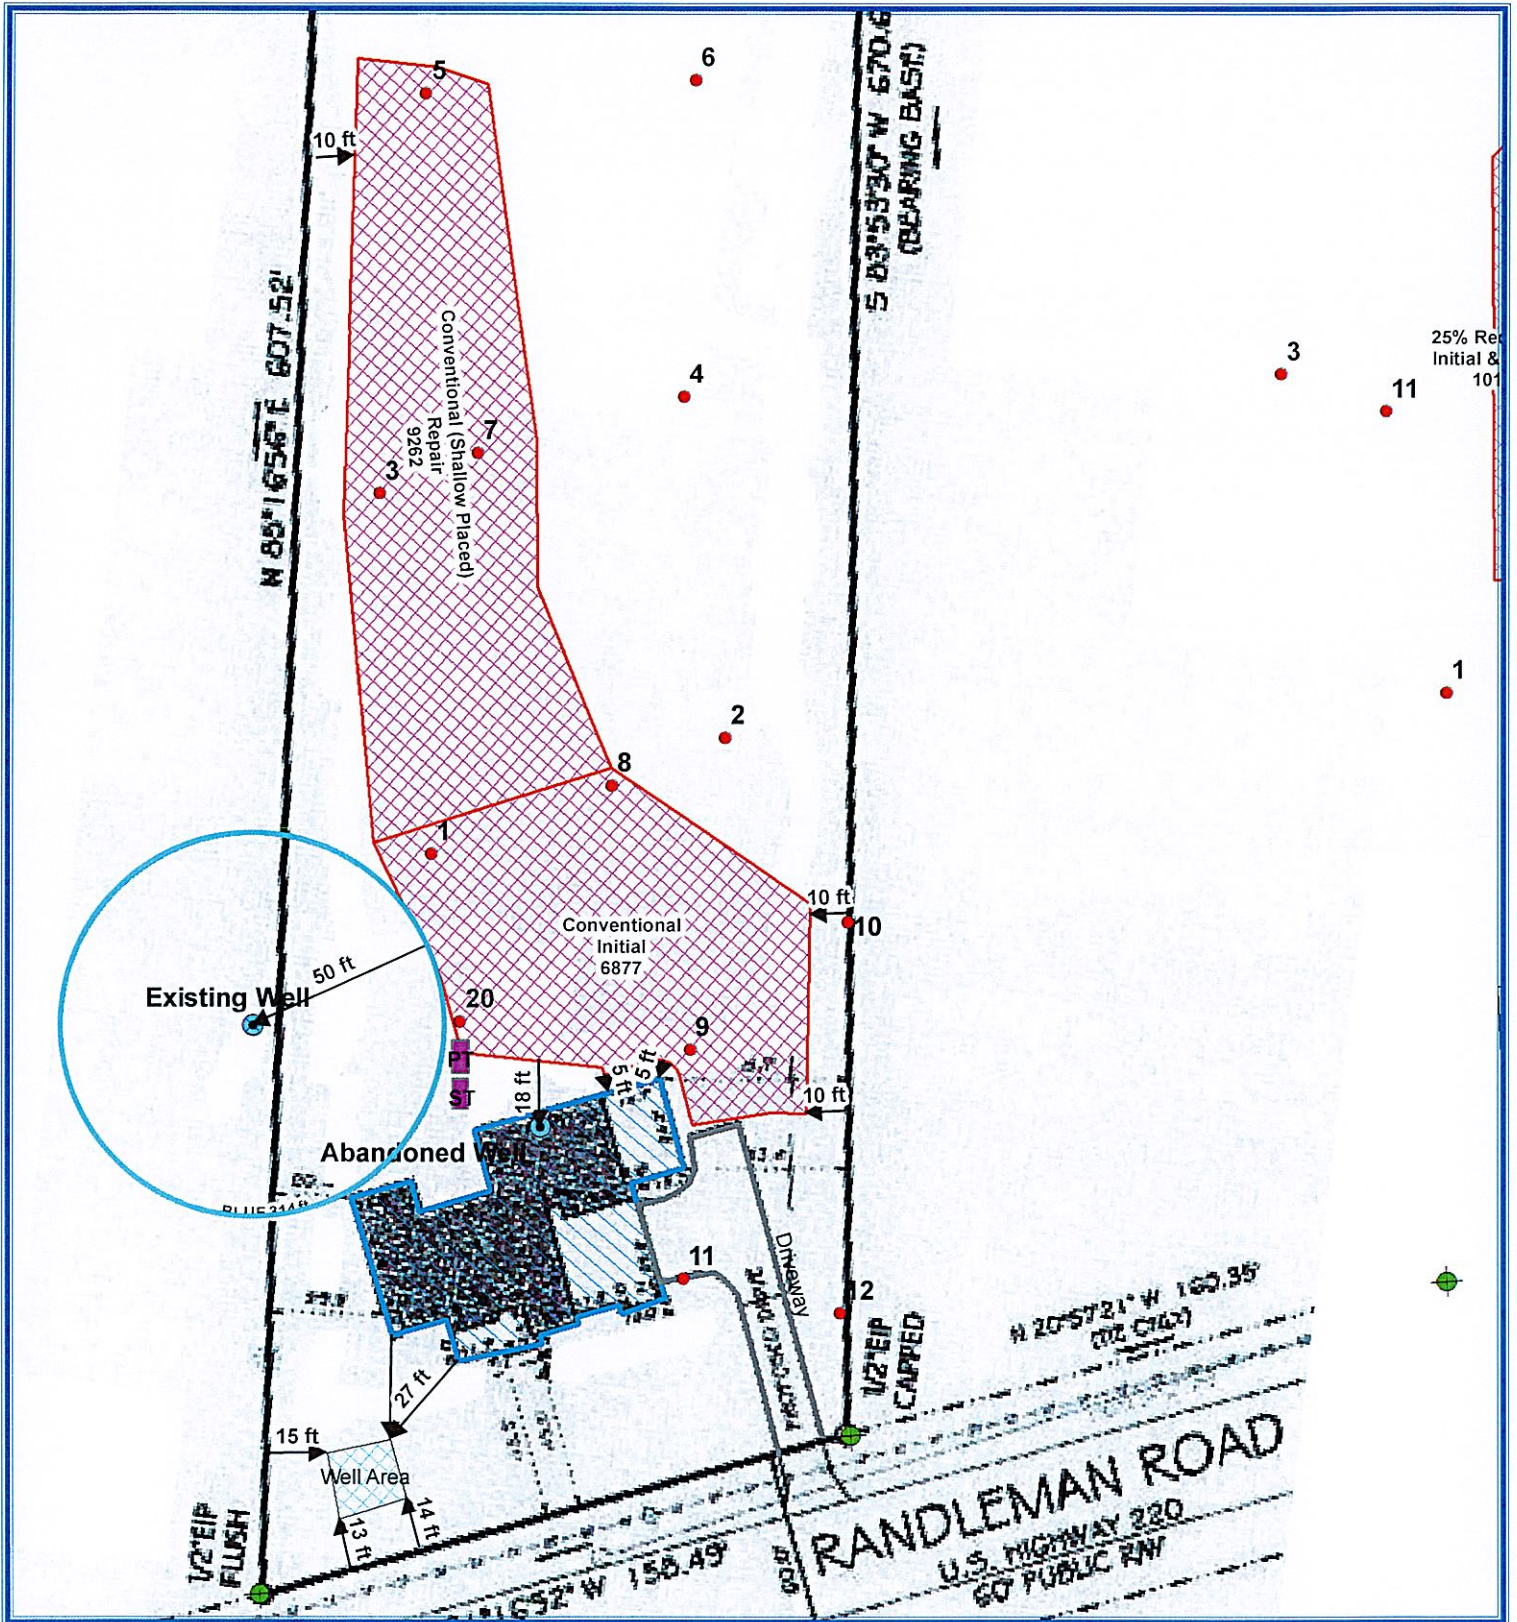 5
6
10 ft
N 85°16'56" E 607.52'
S 83°53'30" W 670.6
(BEARING BASIS)
Conventional (Shallow Placed)
Repair
9262
4
7
3
3
11
25% Red
Initial &
101
1
2
8
1
10 ft
10
Conventional
Initial
6877
50 ft
Existing Well
20
9
PT
ST
18 ft
5 ft
5 ft
10 ft
Abandoned Well
11
Driveway
12
1/2"EIP
CAPPED
N 20°57'21" W 160.35'
27 ft
15 ft
Well Area
14 ft
13 ft
1/2"EIP
FLUSH
W 158.49'
RANDLEMAN ROAD
U.S. HIGHWAY 220
60' PUBLIC R/W